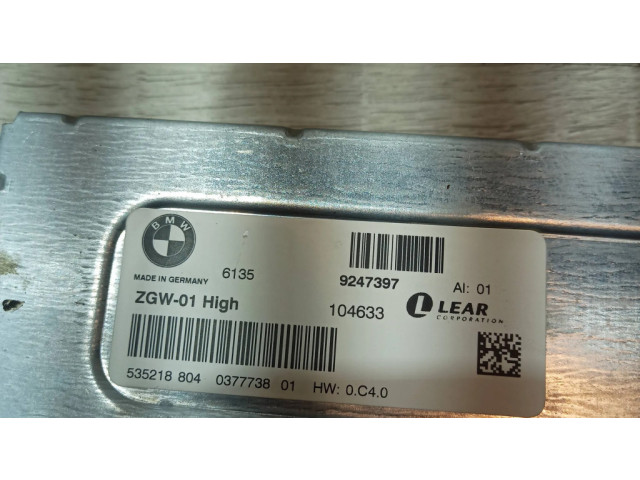 BMW
MADE IN GERMANY 6135 9247397 AI: 01
ZGW-01 High 104633 LEAR
CORPORATION
535218 804 0377738 01 HW: 0.C4.0